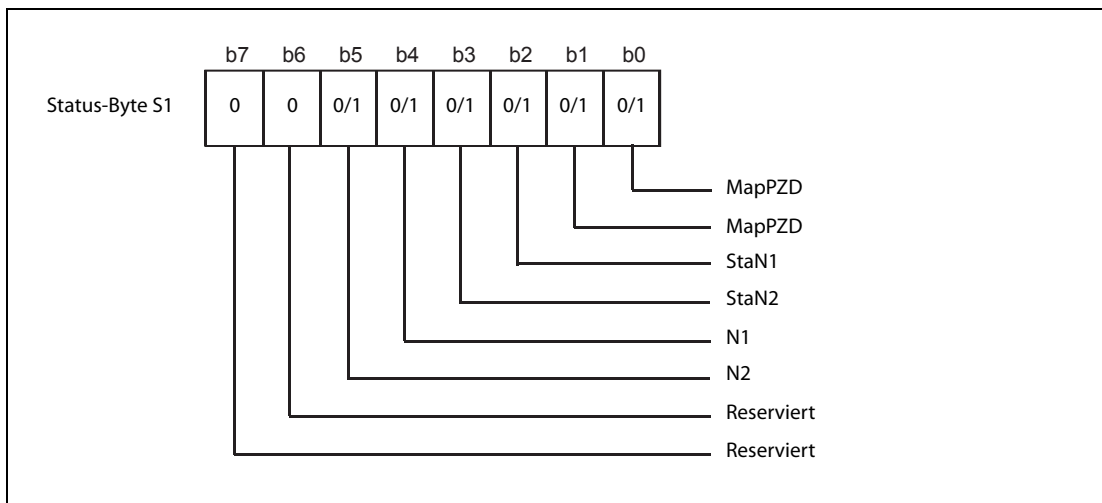 b7 b6 b5 b4 b3 b2 b1 b0
Status-Byte S1 0 0 0/1 0/1 0/1 0/1 0/1 0/1
MapPZD
MapPZD
StaN1
StaN2
N1
N2
Reserviert
Reserviert